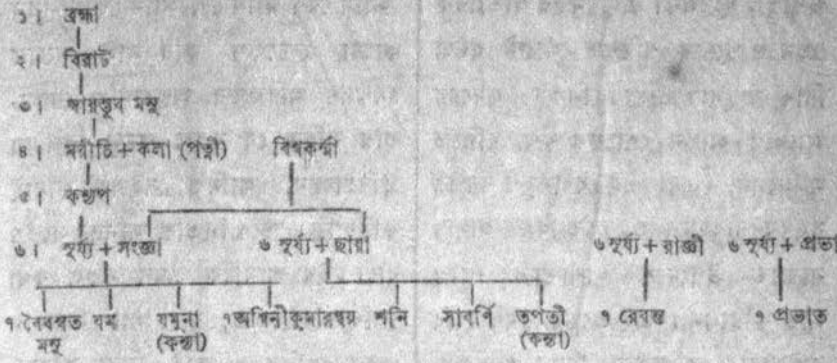 ১। ব্রহ্মা
২। বিরাট
৩। স্বায়ম্ভুব মনু
৪। মরীচি + কলা (পত্নী) বিশ্বকর্ম্মা
৫। কশ্যপ
৬। সূর্য্য + সংজ্ঞা ৬ সূর্য্য + ছায়া ৬ সূর্য্য + রাজ্ঞী ৬ সূর্য্য + প্রভা
৭ বৈবস্বত যম যমুনা ৭ অশ্বিনীকুমারদ্বয় শনি সাবর্ণি তপতী ৭ রেবন্ত ৭ প্রভাত
মনু (কন্যা) (কন্যা)